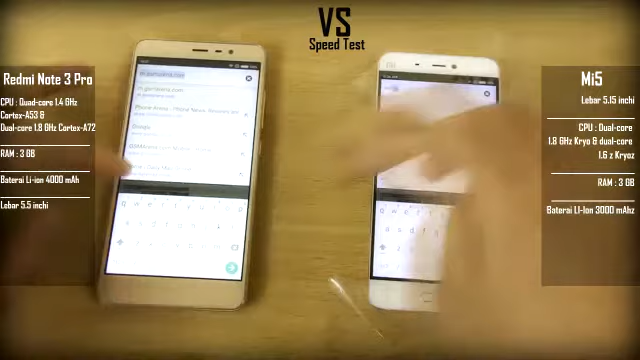 VS
Speed Test
Redmi Note 3 Pro
CPU : Quad-core 1.4 GHz
Cortex-A53 &
Dual-core 1.8 GHz Cortex-A72
RAM : 3 GB
Baterai Li-ion 4000 mAh
Lebar 5.5 inchi
Mi5
Lebar 5.15 inchi
CPU : Dual-core
1.8 GHz Kryo & dual-core
1.6 z Kryoz
RAM : 3 GB
Baterai LI-Ion 3000 mAhz
m.gsmarena.com
Google